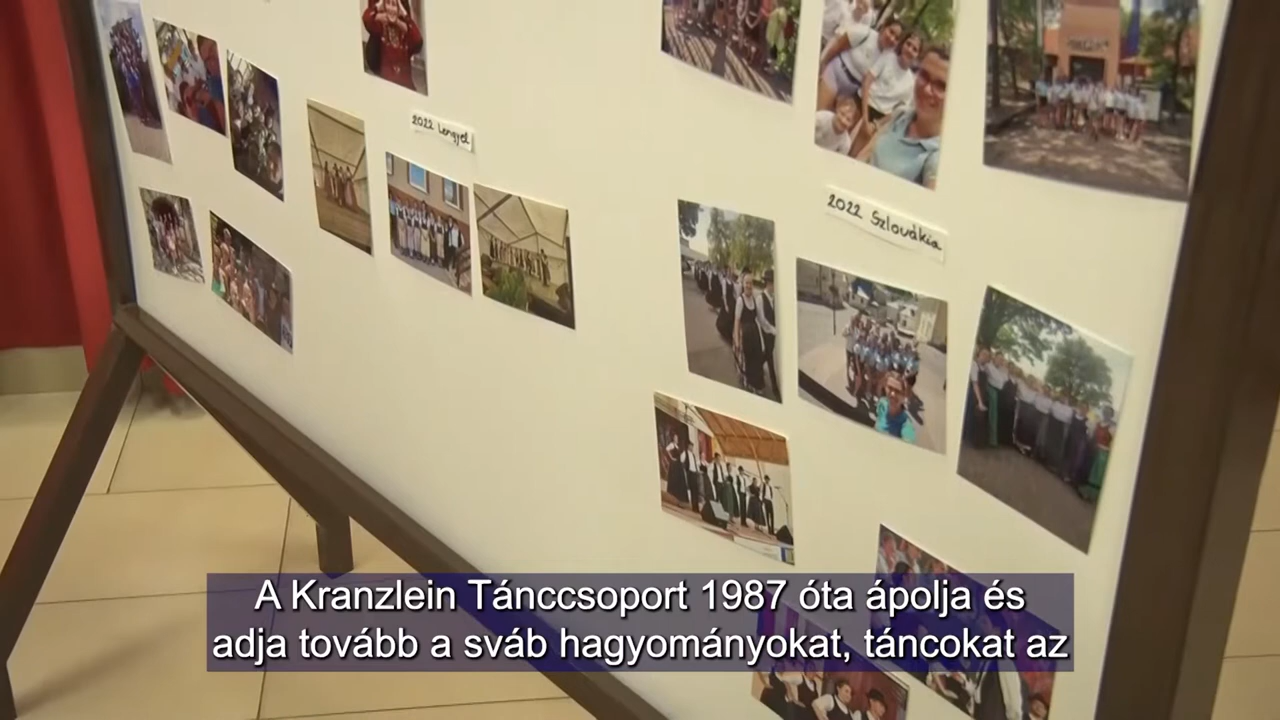 2022 Lengyel
2022 Szlovákia
A Kranzlein Tánccsoport 1987 óta ápolja és
adja tovább a sváb hagyományokat, táncokat az